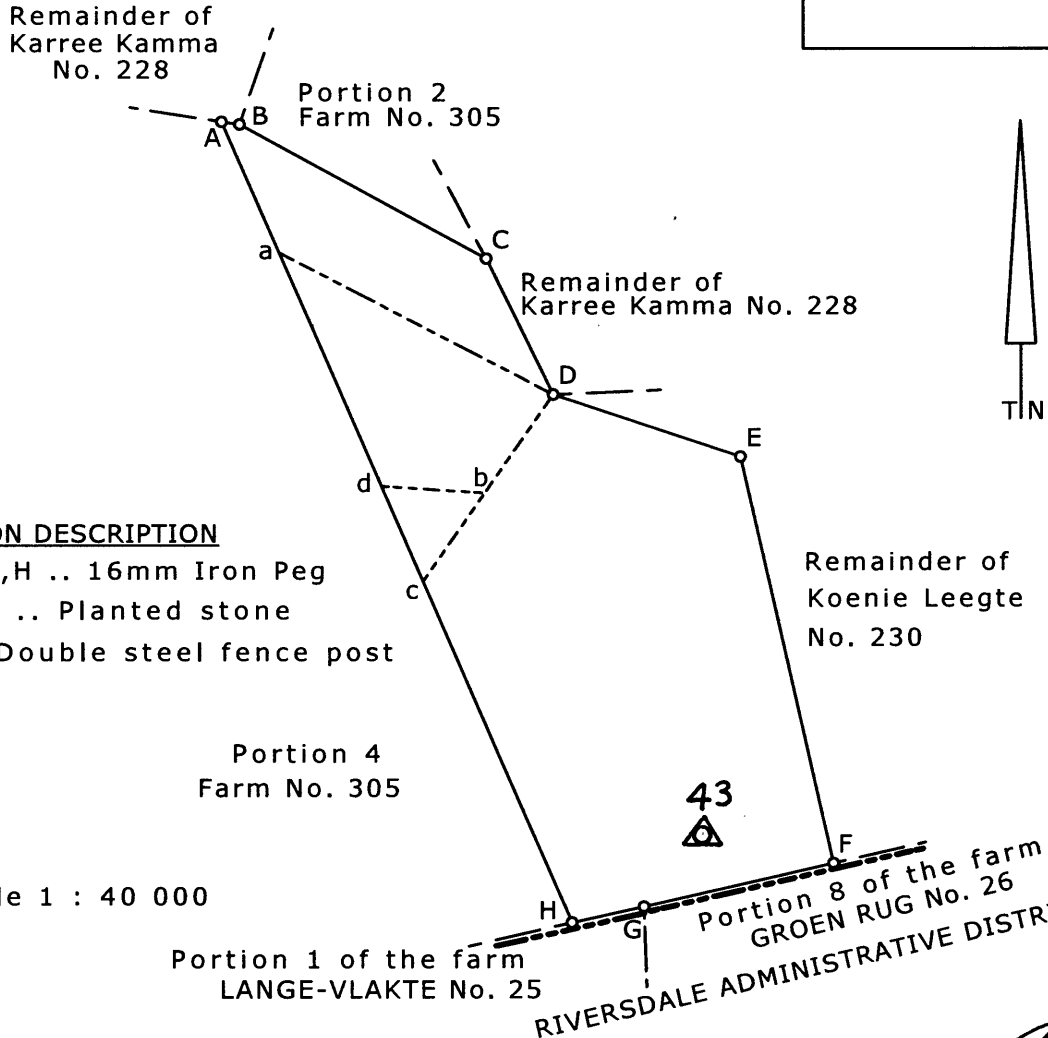 Remainder of
Karree Kamma
No. 228
Portion 2
Farm No. 305
A
B
C
a
Remainder of
Karree Kamma No. 228
D
TN
E
d
b
ON DESCRIPTION
,H .. 16mm Iron Peg
.. Planted stone
Double steel fence post
c
Remainder of
Koenie Leegte
No. 230
Portion 4
Farm No. 305
43
F
le 1 : 40 000
H
G
Portion 8 of the farm
GROEN RUG No. 26
Portion 1 of the farm
LANGE-VLAKTE No. 25
RIVERSDALE ADMINISTRATIVE DISTR